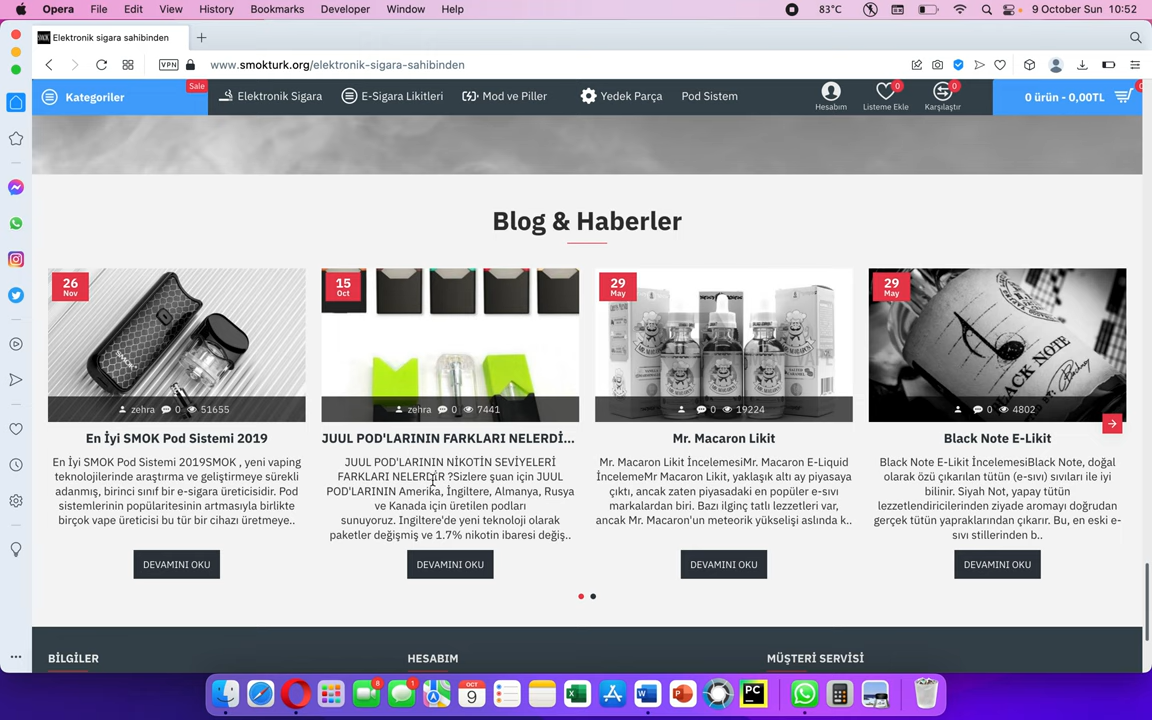 Opera File Edit View History Bookmarks Developer Window Help 83°C 9 October Sun 10:52
Elektronik sigara sahibinden
VPN www.smokturk.org/elektronik-sigara-sahibinden
Kategoriler Sale Elektronik Sigara E-Sigara Likitleri Mod ve Piller Yedek Parça Pod Sistem Hesabım Listeme Ekle 0 Karşılaştır 0 0 ürün - 0,00TL
Blog & Haberler
26
Nov
zehra 0 51655
En İyi SMOK Pod Sistemi 2019
En İyi SMOK Pod Sistemi 2019SMOK , yeni vaping
teknolojilerinde araştırma ve geliştirmeye sürekli
adanmış, birinci sınıf bir e-sigara üreticisidir. Pod
sistemlerinin popülaritesinin artmasıyla birlikte
birçok vape üreticisi bu tür bir cihazı üretmeye..
DEVAMINI OKU
15
Oct
zehra 0 7441
JUUL POD'LARININ FARKLARI NELERDİ...
JUUL POD'LARININ NİKOTİN SEVİYELERİ
FARKLARI NELERDİR ?Sizlere şuan için JUUL
POD'LARININ Amerika, İngiltere, Almanya, Rusya
ve Kanada için üretilen podları
sunuyoruz. Ingiltere'de yeni teknoloji olarak
paketler değişmiş ve 1.7% nikotin ibaresi değiş..
DEVAMINI OKU
29
May
0 19224
Mr. Macaron Likit
Mr. Macaron Likit İncelemesiMr. Macaron E-Liquid
İncelemeMr Macaron Likit, yaklaşık altı ay piyasaya
çıktı, ancak zaten piyasadaki en popüler e-sıvı
markalardan biri. Bazı ilginç tatlı lezzetleri var,
ancak Mr. Macaron'un meteorik yükselişi aslında k..
DEVAMINI OKU
29
May
BLACK NOTE
0 4802
Black Note E-Likit
Black Note E-Likit İncelemesiBlack Note, doğal
olarak özü çıkarılan tütün (e-sıvı) sıvıları ile iyi
bilinir. Siyah Not, yapay tütün
lezzetlendiricilerinden ziyade aromayı doğrudan
gerçek tütün yapraklarından çıkarır. Bu, en eski e-
sıvı stillerinden b..
DEVAMINI OKU
BİLGİLER
HESABIM
MÜŞTERİ SERVİSİ
8 1 OCT 9 PC